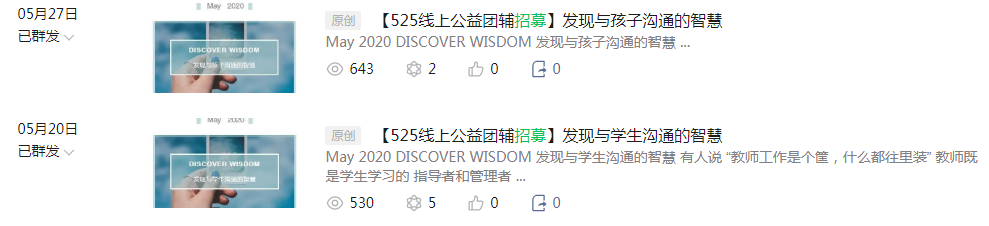 05月27日
已群发
May 2020
DISCOVER WISDOM
发现与孩子沟通的智慧
原创 【525线上公益团辅招募】发现与孩子沟通的智慧
May 2020 DISCOVER WISDOM 发现与孩子沟通的智慧 ...
643 2 0 0
05月20日
已群发
May 2020
DISCOVER WISDOM
发现与学生沟通的智慧
原创 【525线上公益团辅招募】发现与学生沟通的智慧
May 2020 DISCOVER WISDOM 发现与学生沟通的智慧 有人说 “教师工作是个筐，什么都往里装” 教师既
是学生学习的 指导者和管理者 ...
530 5 0 0